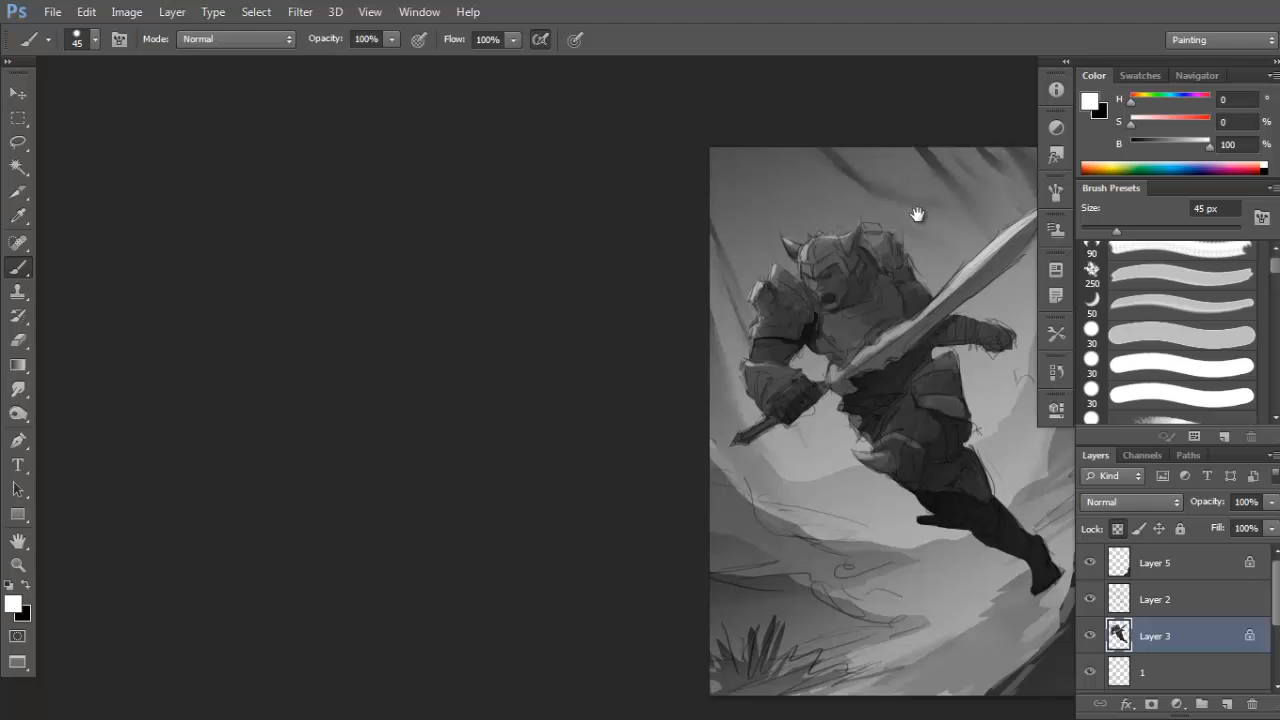 Ps File Edit Image Layer Type Select Filter 3D View Window Help
45 Mode: Normal Opacity: 100% Flow: 100% Painting
Color Swatches Navigator
H 0 °
S 0 %
B 100 %
Brush Presets
Size: 45 px
90
250
50
30
30
30
Layers Channels Paths
Kind
Normal Opacity: 100%
Lock: Fill: 100%
Layer 5
Layer 2
Layer 3
1